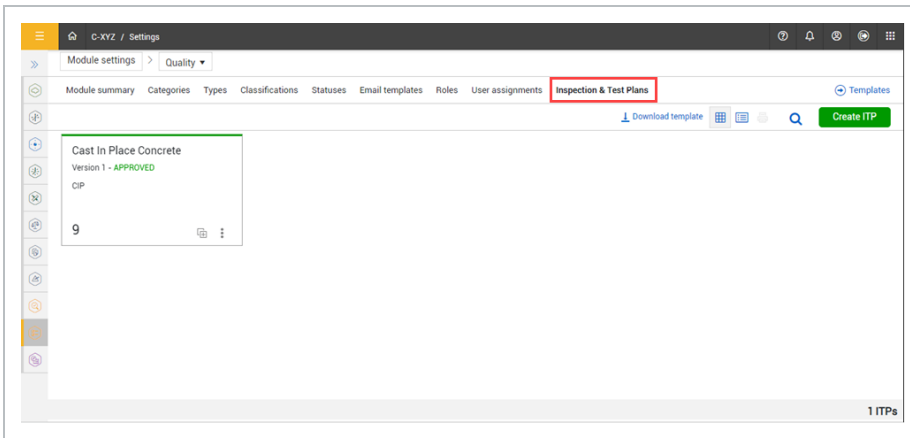 C-XYZ / Settings
Module settings > Quality
Module summary Categories Types Classifications Statuses Email templates Roles User assignments Inspection & Test Plans Templates
Download template Create ITP
Cast In Place Concrete
Version 1 - APPROVED
CIP
9
1 ITPs